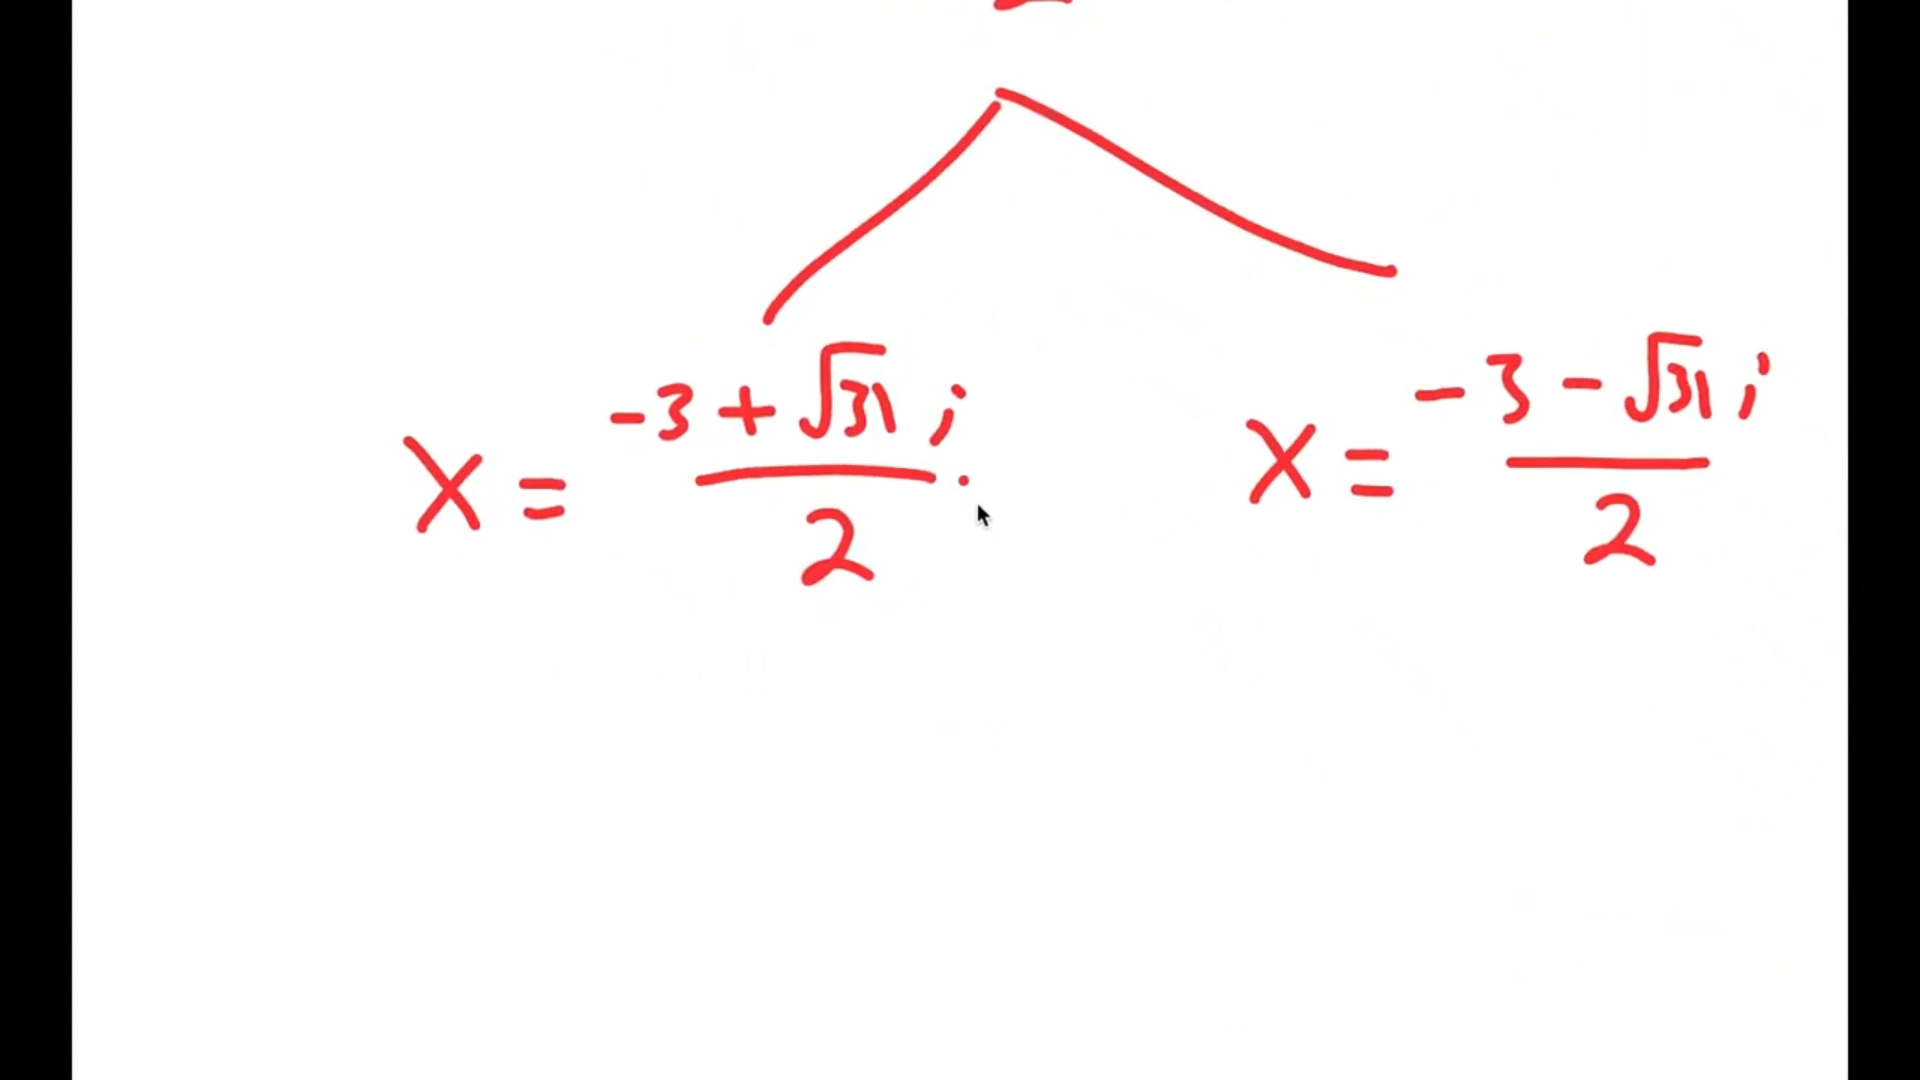 x = (-3 + √31 i)/2
x = (-3 - √31 i)/2